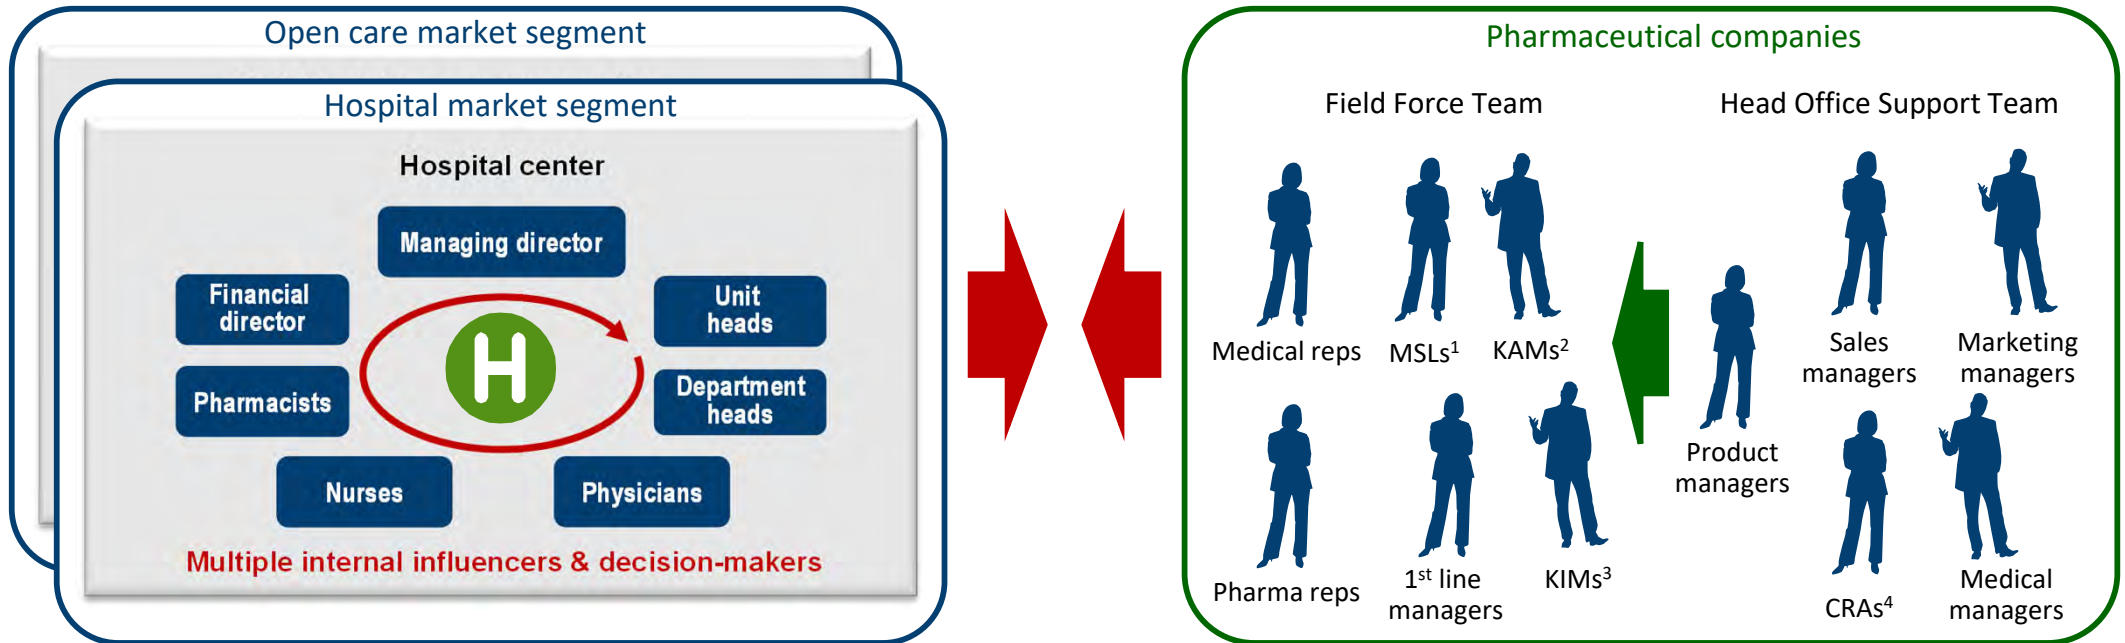 Open care market segment
Hospital market segment
Hospital center
Managing director
Financial
director
Unit
heads
H
Pharmacists
Department
heads
Nurses
Physicians
Multiple internal influencers & decision-makers
Pharmaceutical companies
Field Force Team
Head Office Support Team
Medical reps
MSLs¹
KAMs²
Pharma reps
1st line
managers
KIMs³
Product
managers
Sales
managers
Marketing
managers
CRAs⁴
Medical
managers